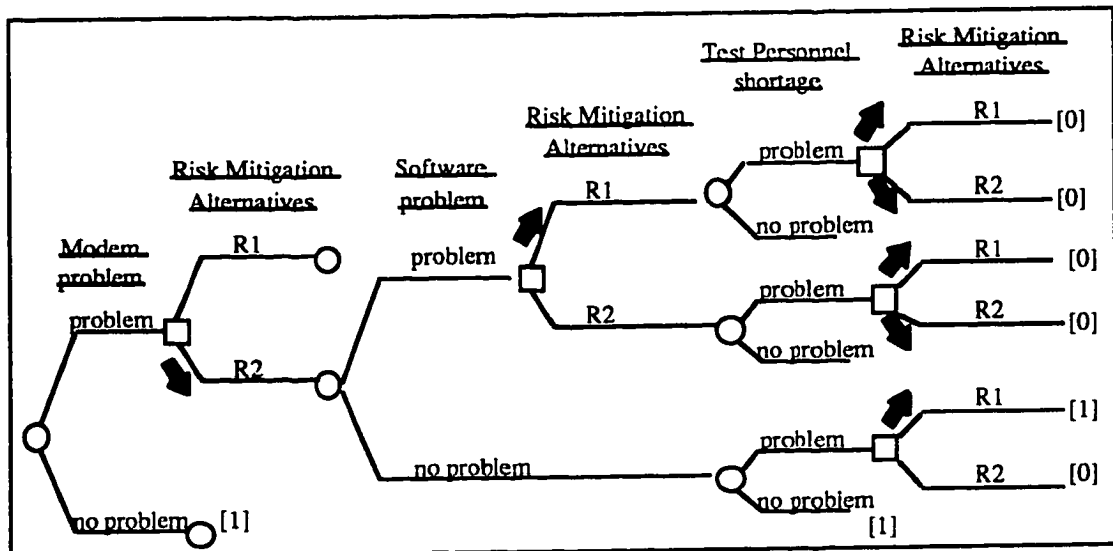 Test Personnel
shortage
Risk Mitigation
Alternatives
Risk Mitigation
Alternatives
Software
problem
Risk Mitigation
Alternatives
Modem
problem
R1
[0]
problem
R2
[0]
R1
no problem
problem
R1
[0]
problem
R2
[0]
R2
no problem
R1
problem
R2
R1
[1]
problem
no problem
R2
[0]
no problem
[1]
no problem
[1]